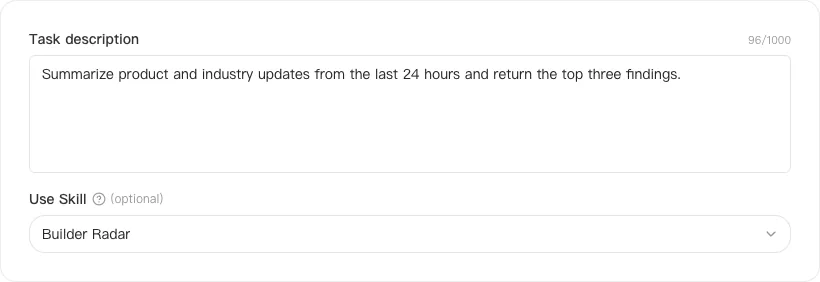 Task description
96/1000
Summarize product and industry updates from the last 24 hours and return the top three findings.
Use Skill (optional)
Builder Radar